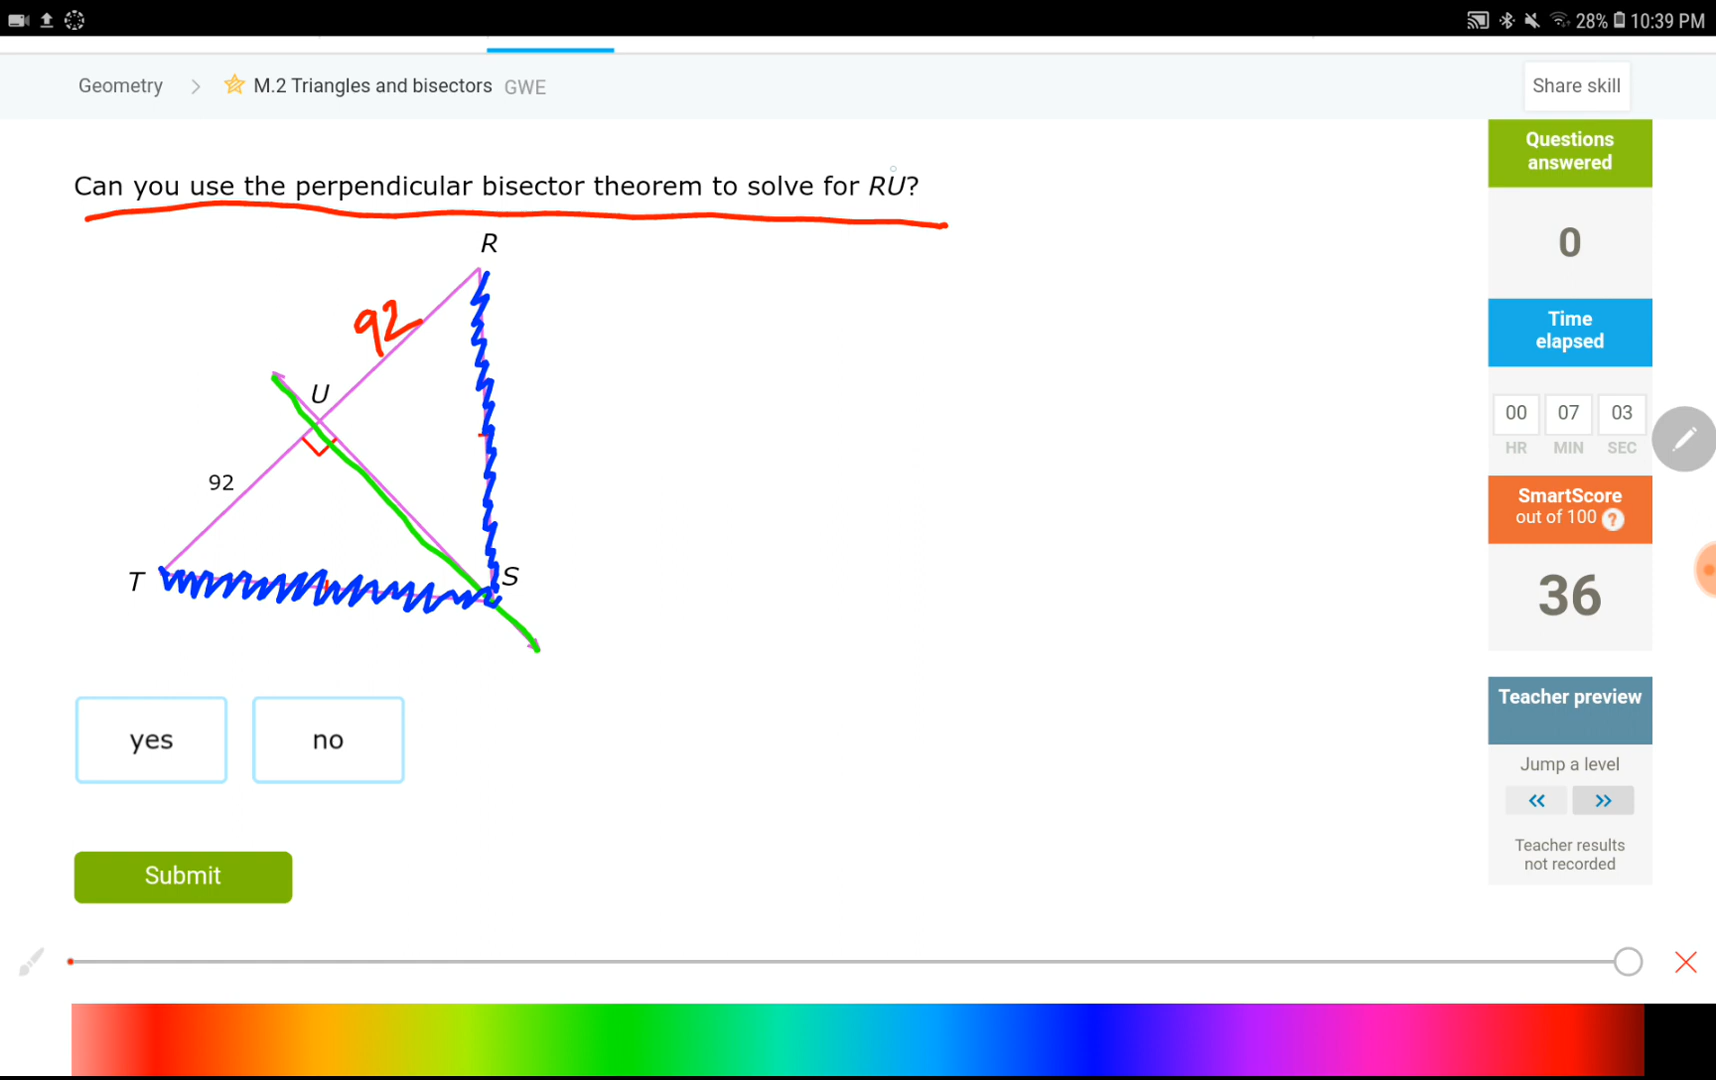 28% 10:39 PM
Geometry > M.2 Triangles and bisectors GWE
Share skill
Can you use the perpendicular bisector theorem to solve for RU?
R
92
U
92
T
S
yes
no
Submit
Questions
answered
0
Time
elapsed
00 07 03
HR MIN SEC
SmartScore
out of 100 ?
36
Teacher preview
Jump a level
<< >>
Teacher results
not recorded